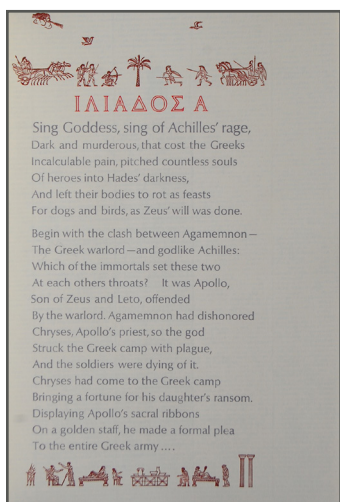 ΙΛΙΑΔΟΣ Α
Sing Goddess, sing of Achilles’ rage,
Dark and murderous, that cost the Greeks
Incalculable pain, pitched countless souls
Of heroes into Hades’ darkness,
And left their bodies to rot as feasts
For dogs and birds, as Zeus’ will was done.
Begin with the clash between Agamemnon—
The Greek warlord—and godlike Achilles:
Which of the immortals set these two
At each others throats? It was Apollo,
Son of Zeus and Leto, offended
By the warlord. Agamemnon had dishonored
Chryses, Apollo’s priest, so the god
Struck the Greek camp with plague,
And the soldiers were dying of it.
Chryses had come to the Greek camp
Bringing a fortune for his daughter’s ransom.
Displaying Apollo’s sacral ribbons
On a golden staff, he made a formal plea
To the entire Greek army ....